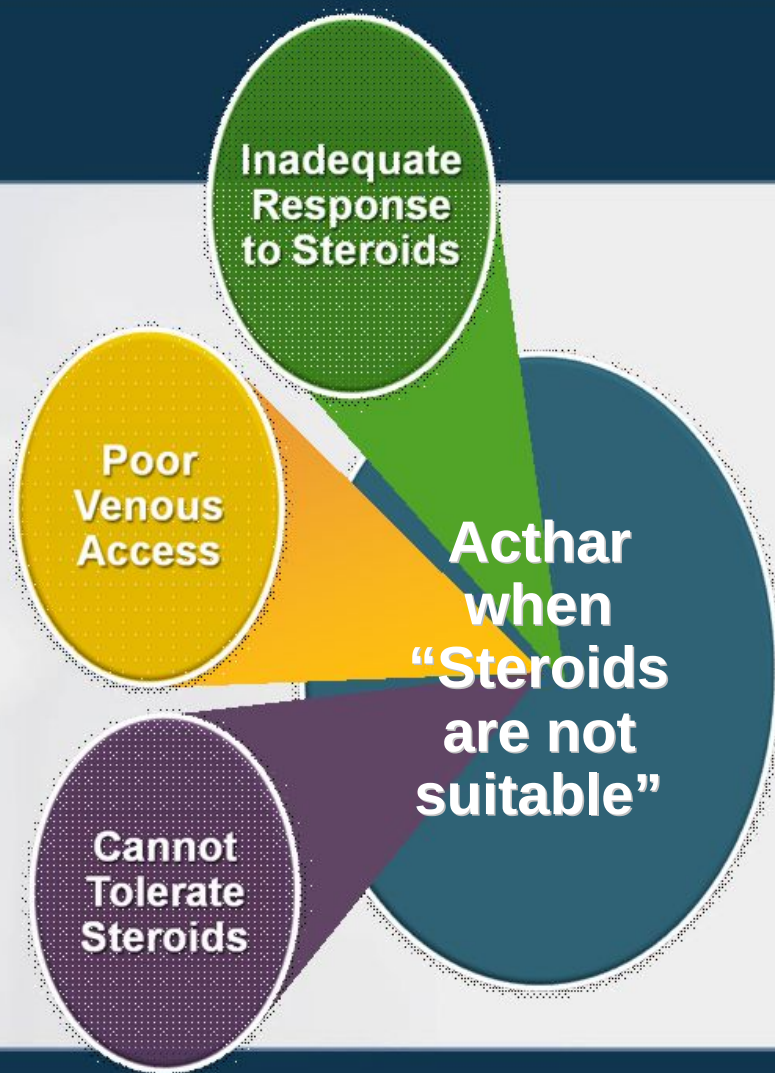 Inadequate
Response
to Steroids
Poor
Venous
Access
Cannot
Tolerate
Steroids
Acthar
when
“Steroids
are not
suitable”